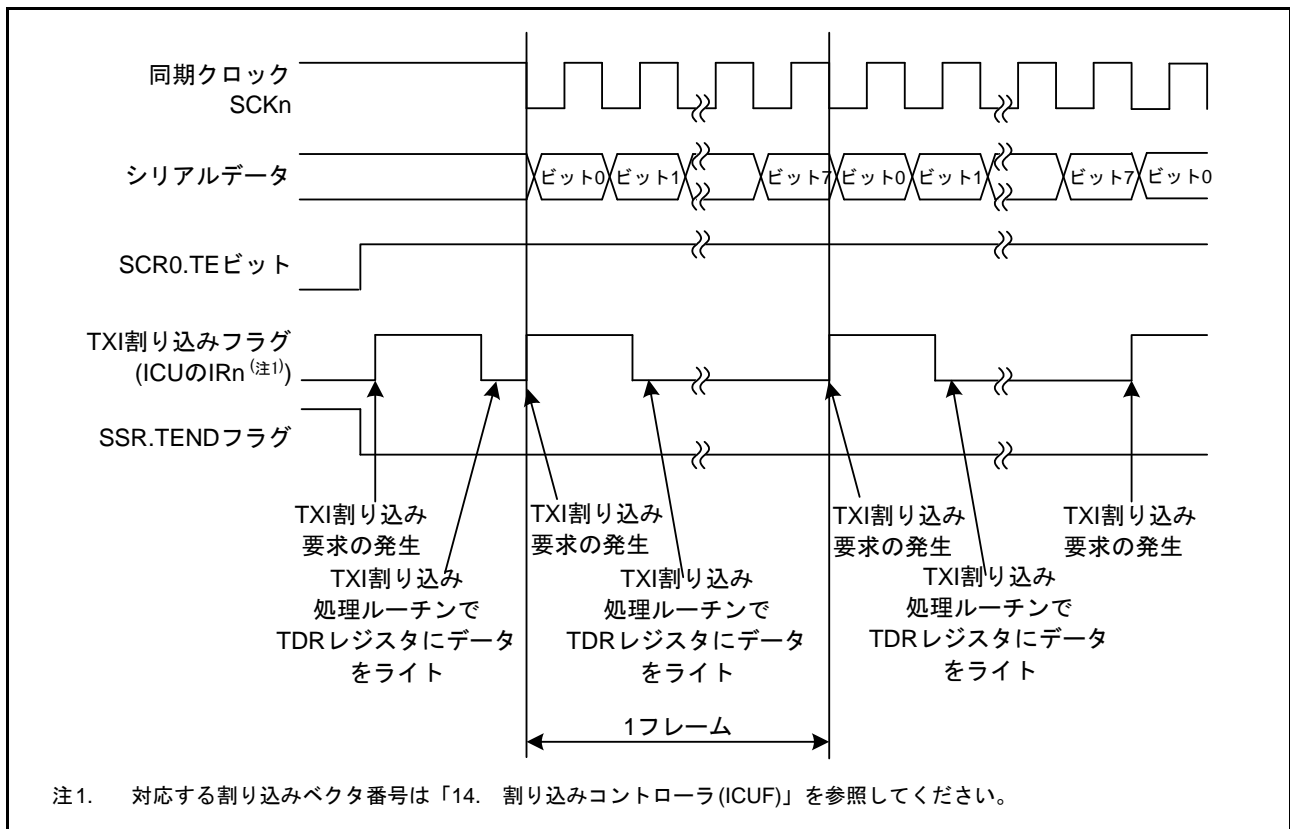 同期クロック
SCKn
シリアルデータ
ビット0 ビット1 ビット7 ビット0 ビット1 ビット7 ビット0
SCR0.TEビット
TXI割り込みフラグ
(ICUのIRn (注1))
SSR.TENDフラグ
TXI割り込み
要求の発生
TXI割り込み
処理ルーチンで
TDRレジスタにデータ
をライト
TXI割り込み
要求の発生
TXI割り込み
処理ルーチンで
TDRレジスタにデータ
をライト
TXI割り込み
要求の発生
TXI割り込み
処理ルーチンで
TDRレジスタにデータ
をライト
TXI割り込み
要求の発生
1フレーム
注1. 対応する割り込みベクタ番号は「14. 割り込みコントローラ(ICUF)」を参照してください。